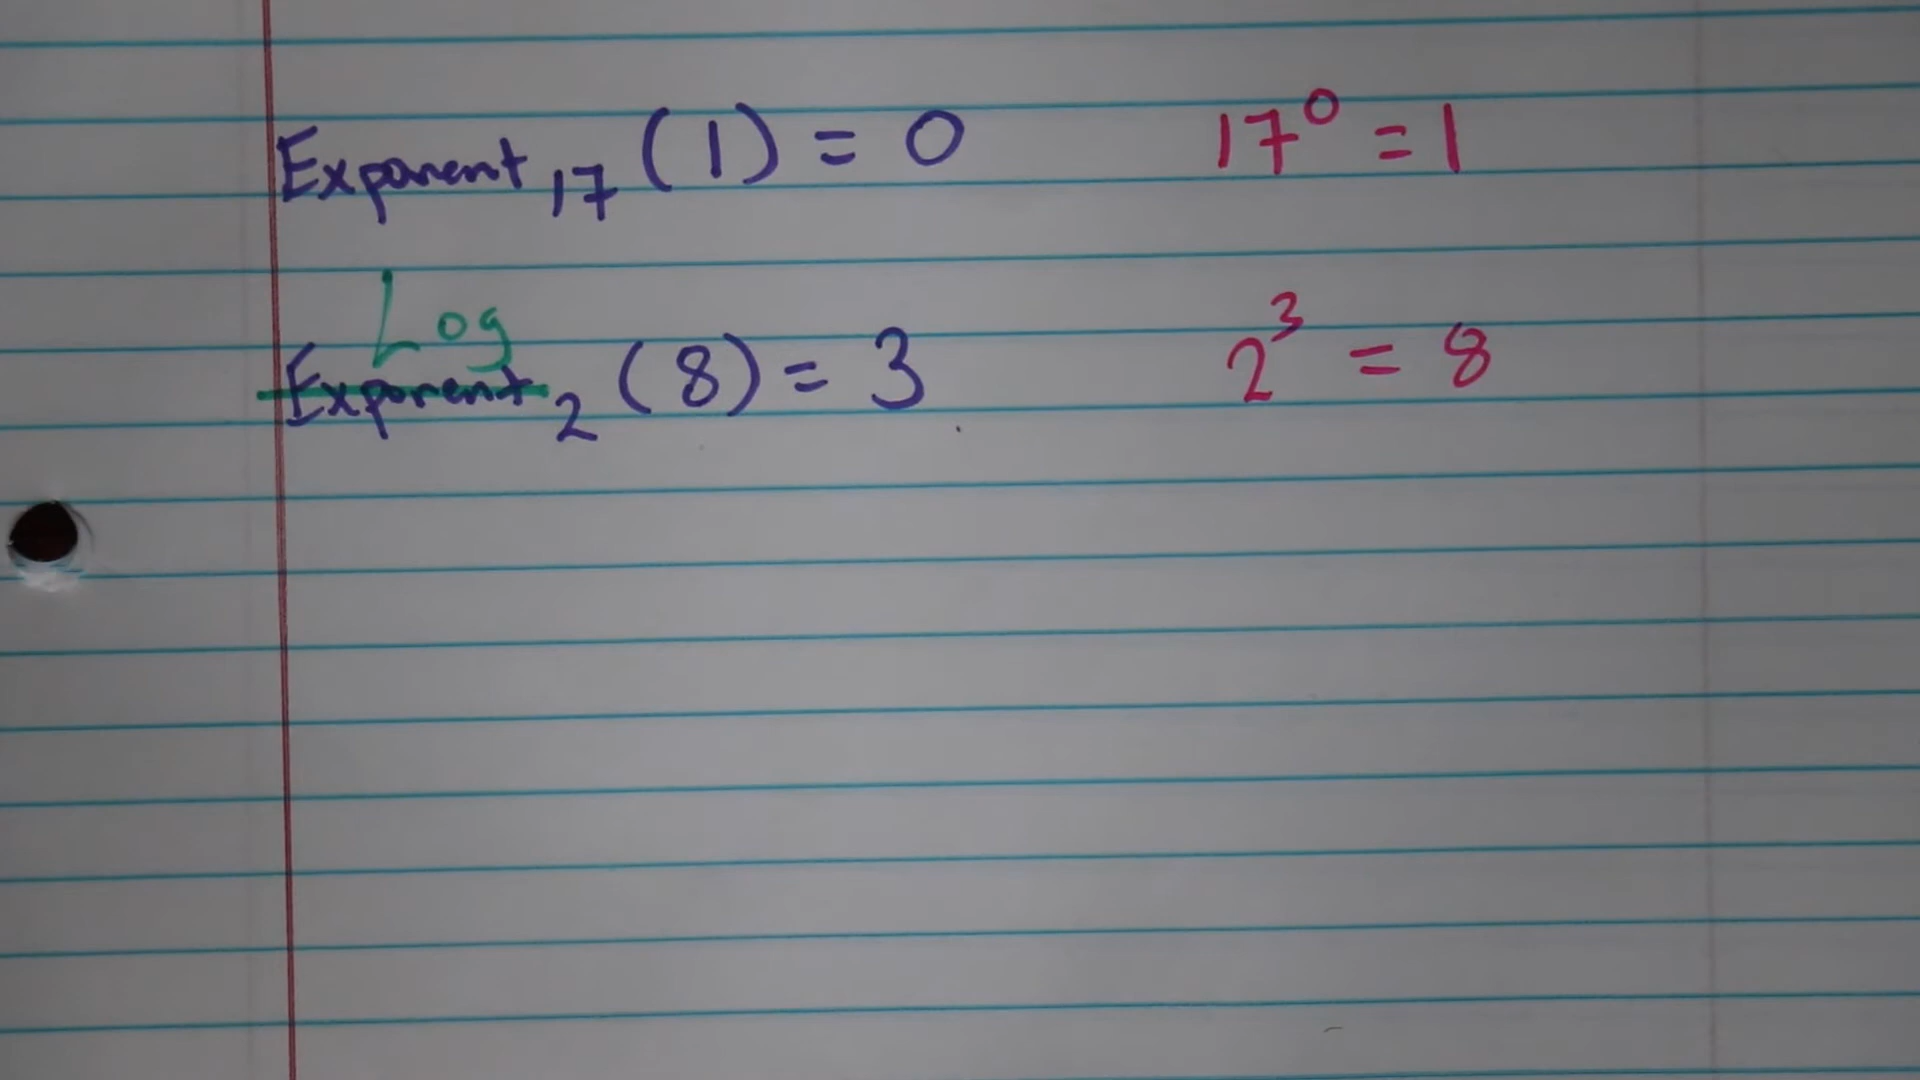 Exponent₁₇ (1) = 0 17⁰ = 1
Log
Exponent₂ (8) = 3 2³ = 8